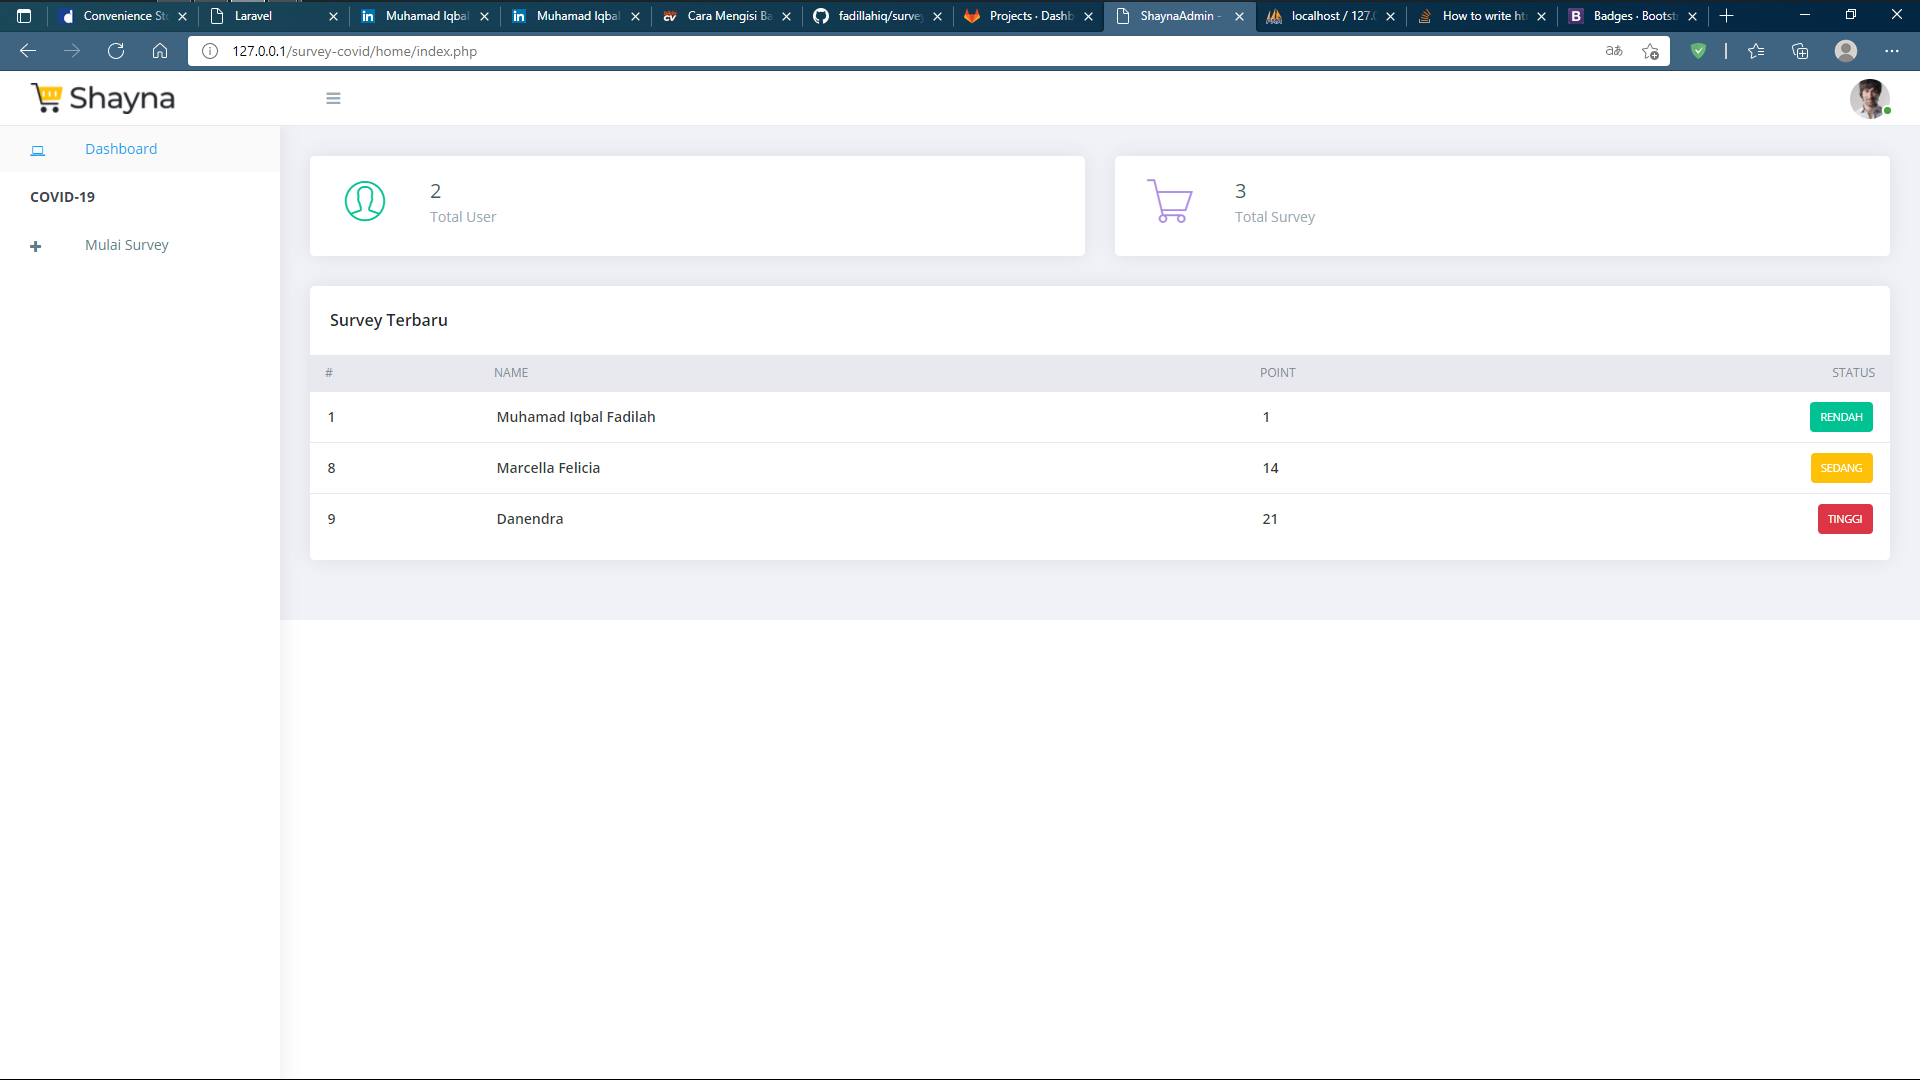 Convenience Sto
Laravel
Muhamad Iqbal
Muhamad Iqbal
Cara Mengisi Ba
fadillahiq/survey
Projects · Dashb
ShaynaAdmin -
localhost / 127.0
How to write ht
Badges · Bootst
127.0.0.1/survey-covid/home/index.php
Shayna
Dashboard
COVID-19
Mulai Survey
2
Total User
3
Total Survey
Survey Terbaru
# NAME POINT STATUS
1 Muhamad Iqbal Fadilah 1 RENDAH
8 Marcella Felicia 14 SEDANG
9 Danendra 21 TINGGI